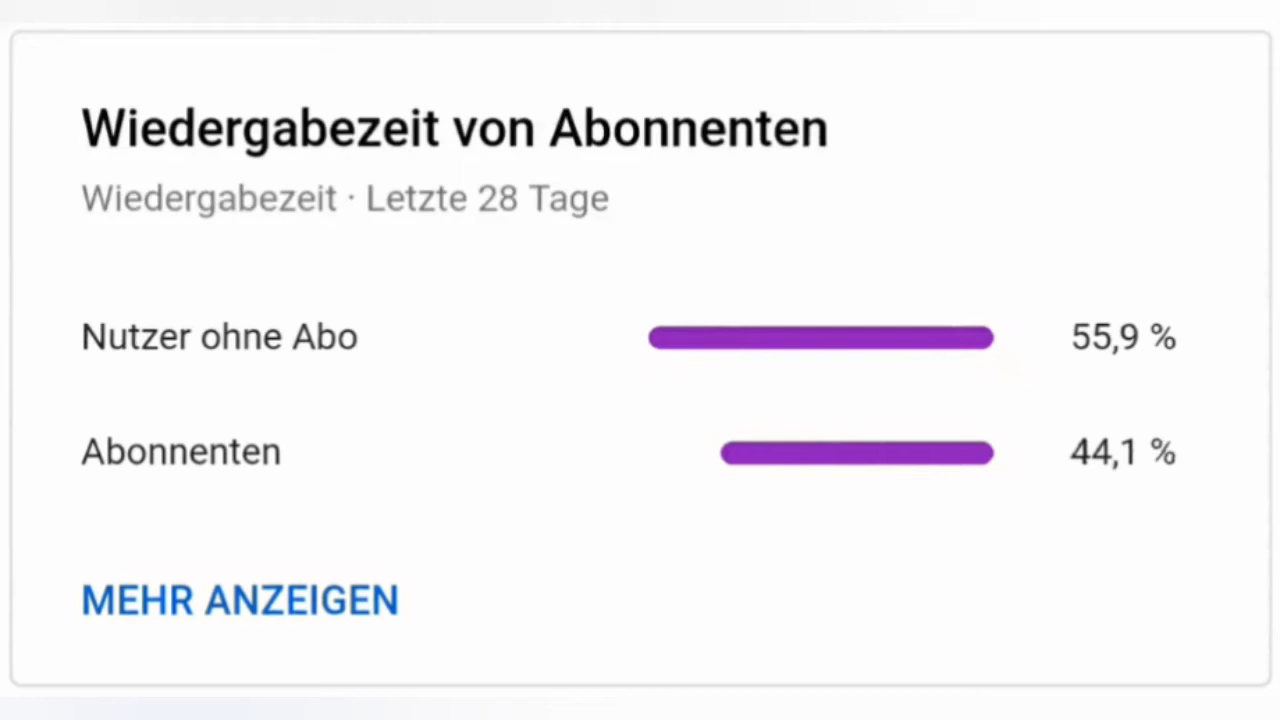 Wiedergabezeit von Abonnenten
Wiedergabezeit · Letzte 28 Tage
Nutzer ohne Abo 55,9 %
Abonnenten 44,1 %
MEHR ANZEIGEN